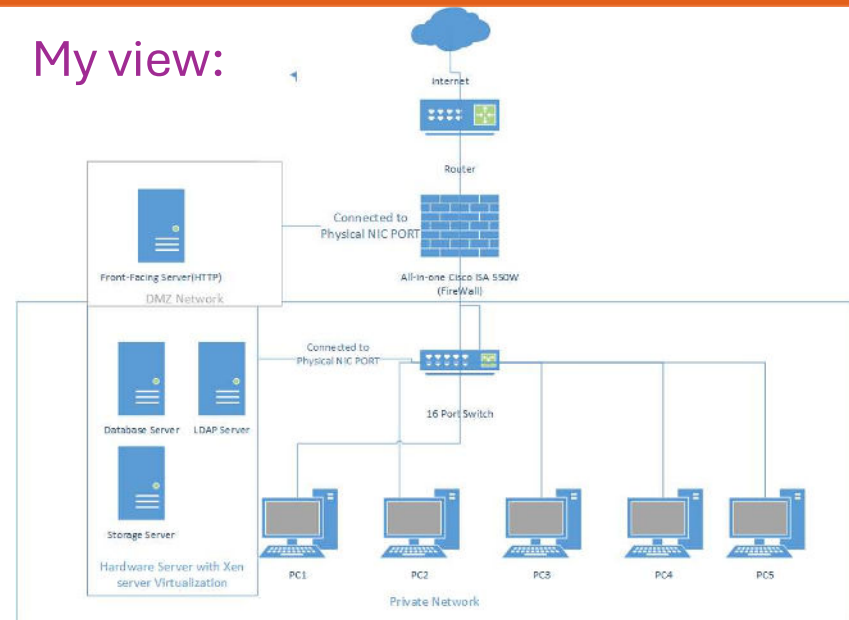 My view:
Internet
Router
Connected to
Physical NIC PORT
All-in-one Cisco ISA 550W
(FireWall)
Front-Facing Server(HTTP)
DMZ Network
Connected to
Physical NIC PORT
16 Port Switch
Database Server
LDAP Server
Storage Server
Hardware Server with Xen
server Virtualization
PC1
PC2
PC3
PC4
PC5
Private Network